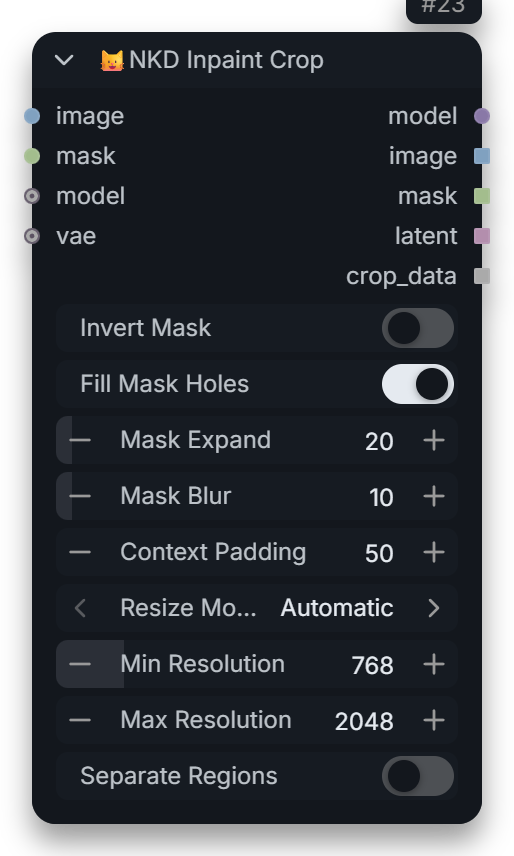 #23
NKD Inpaint Crop
image model
mask image
model mask
vae latent
crop_data
Invert Mask
Fill Mask Holes
Mask Expand 20
Mask Blur 10
Context Padding 50
Resize Mo... Automatic
Min Resolution 768
Max Resolution 2048
Separate Regions